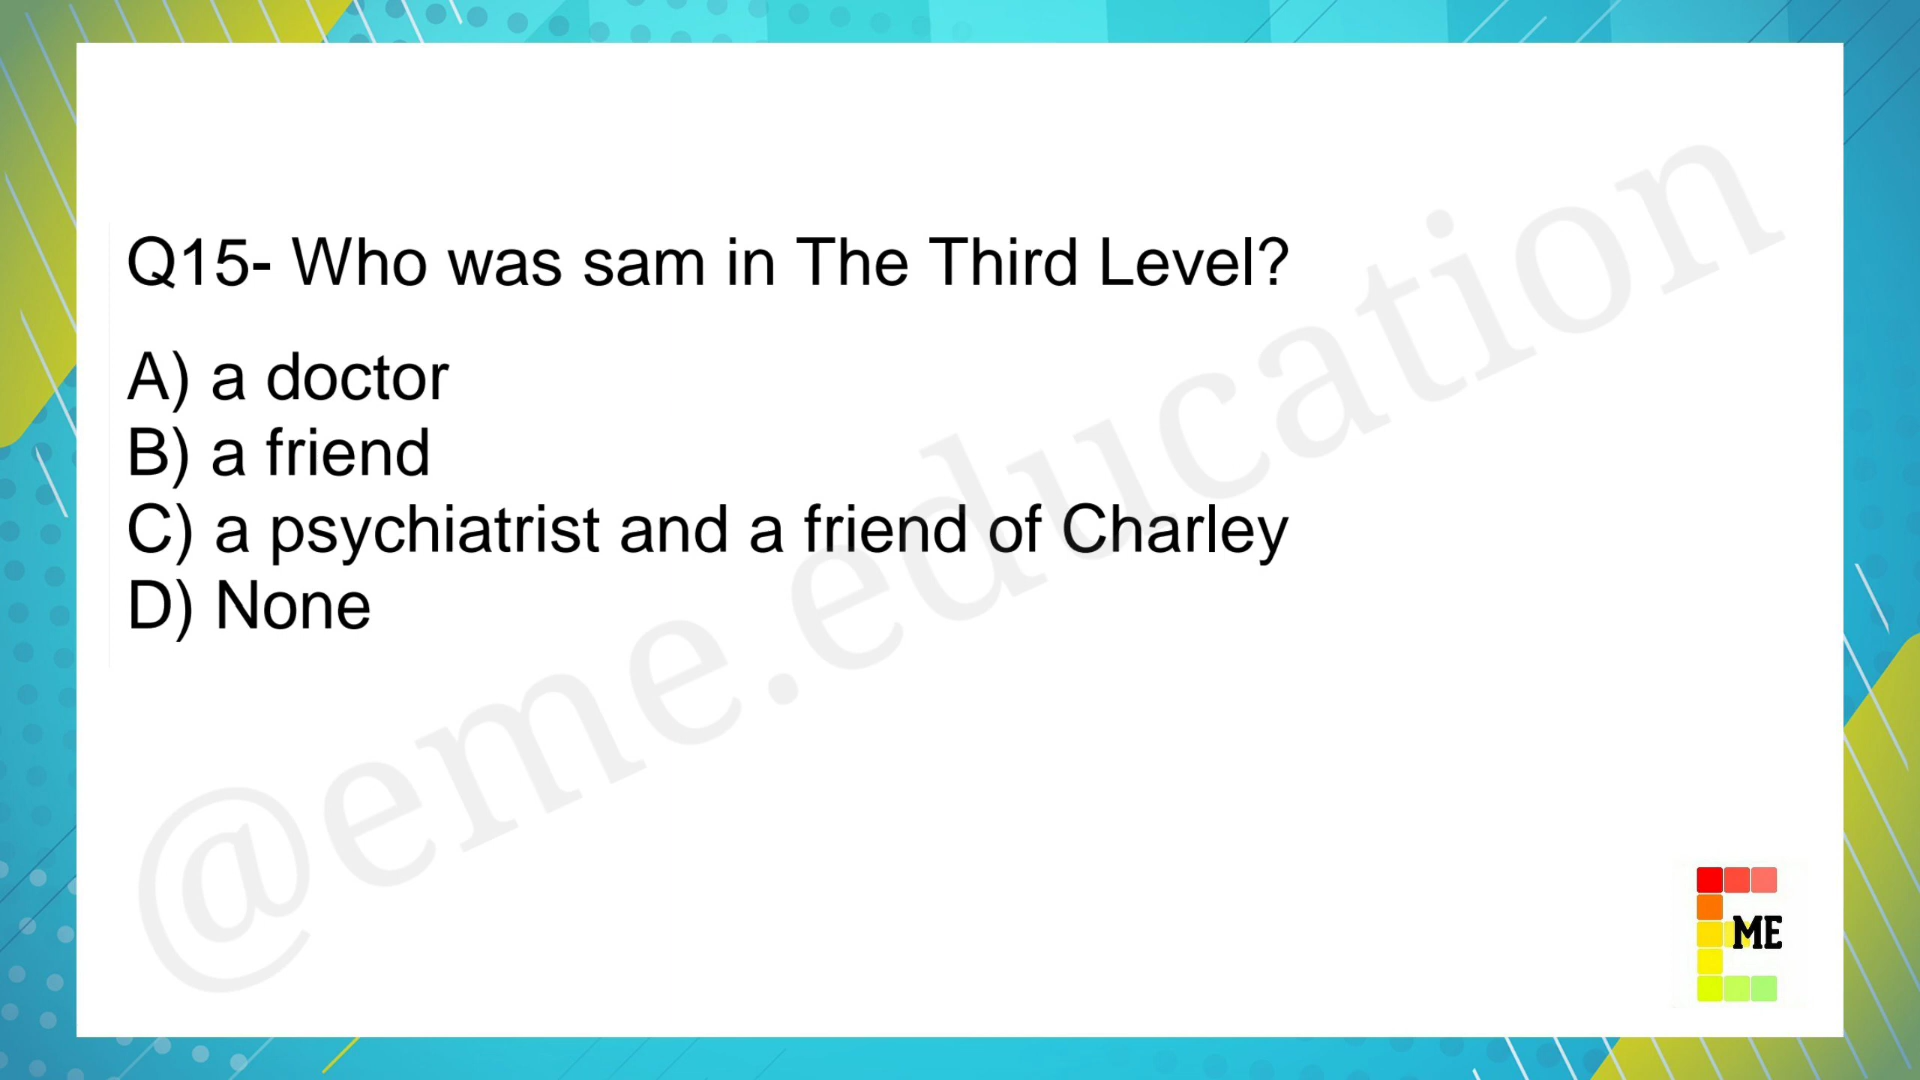 Q15- Who was sam in The Third Level?
A) a doctor
B) a friend
C) a psychiatrist and a friend of Charley
D) None
@eme.education
ME